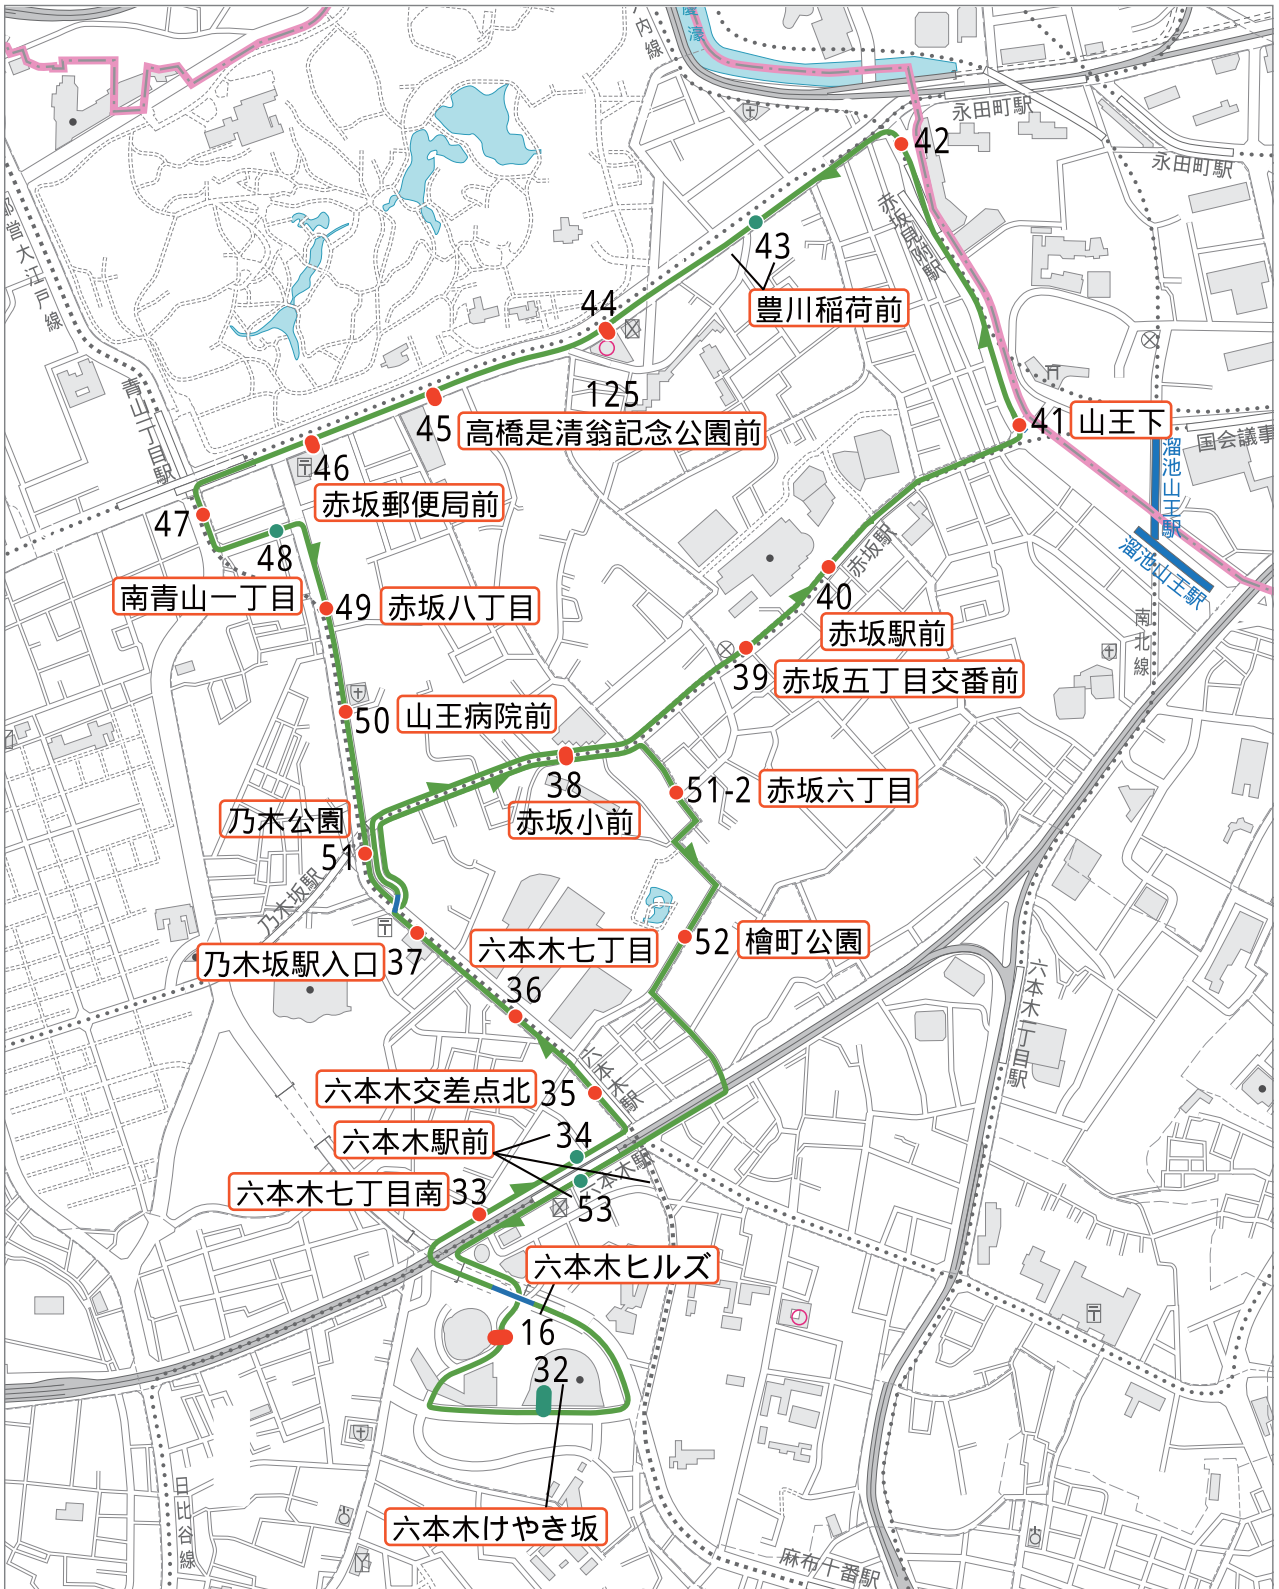 内線
濠
永田町駅
42
永田町駅
赤坂見附駅
43
豊川稲荷前
都営大江戸線
44
青山一丁目駅
125
45
高橋是清翁記念公園前
41
山王下
国会議事
46
赤坂郵便局前
溜池山王駅
47
48
溜池山王駅
赤坂駅
南青山一丁目
49
赤坂八丁目
40
赤坂駅前
南北線
39
赤坂五丁目交番前
50
山王病院前
38
51-2
赤坂六丁目
乃木公園
赤坂小前
51
乃木坂駅
52
檜町公園
六本木七丁目
乃木坂駅入口
37
36
六本木一丁目駅
六本木駅
六本木交差点北
35
六本木駅前
34
六本木駅
六本木七丁目南
33
53
六本木ヒルズ
16
32
日比谷線
六本木けやき坂
麻布十番駅